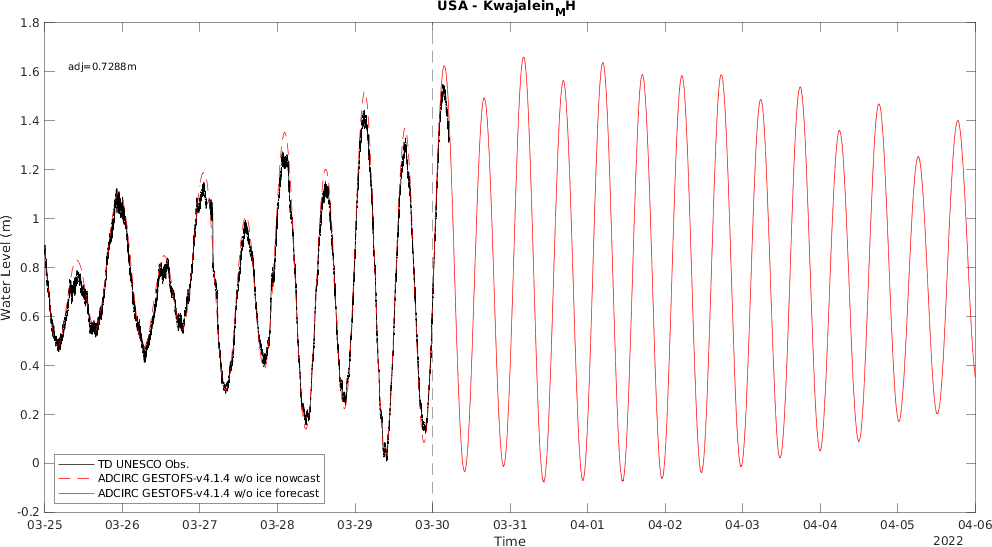 USA - Kwajalein_MH
adj=0.7288m
1.8
1.6
1.4
1.2
1
0.8
0.6
0.4
0.2
0
-0.2
Water Level (m)
TD UNESCO Obs.
ADCIRC GESTOFS-v4.1.4 w/o ice nowcast
ADCIRC GESTOFS-v4.1.4 w/o ice forecast
03-25 03-26 03-27 03-28 03-29 03-30 03-31 04-01 04-02 04-03 04-04 04-05 04-06
Time
2022